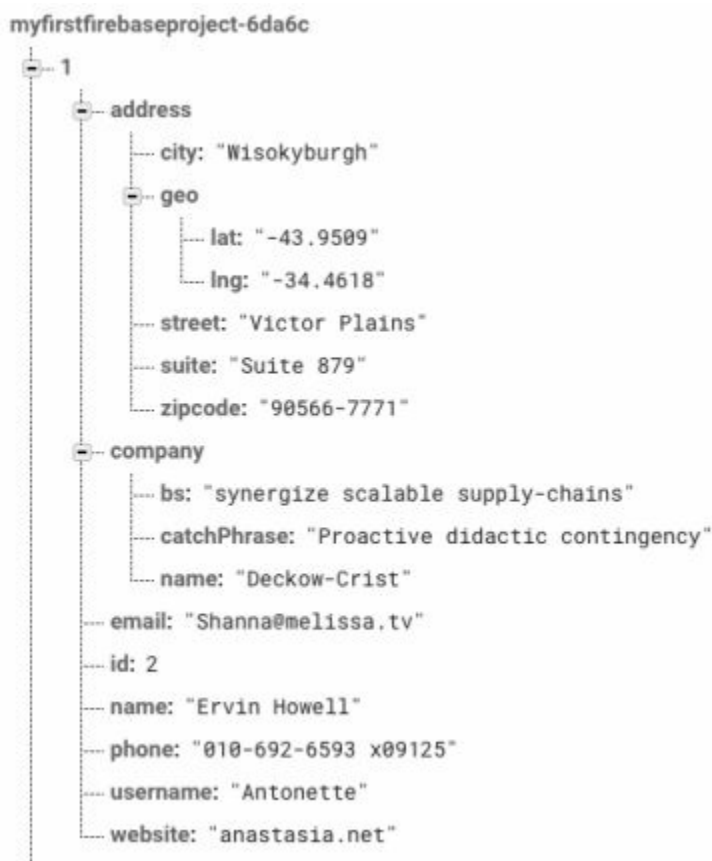 myfirstfirebaseproject-6da6c
1
address
city: "Wisokyburgh"
geo
lat: "-43.9509"
lng: "-34.4618"
street: "Victor Plains"
suite: "Suite 879"
zipcode: "90566-7771"
company
bs: "synergize scalable supply-chains"
catchPhrase: "Proactive didactic contingency"
name: "Deckow-Crist"
email: "Shanna@melissa.tv"
id: 2
name: "Ervin Howell"
phone: "010-692-6593 x09125"
username: "Antonette"
website: "anastasia.net"